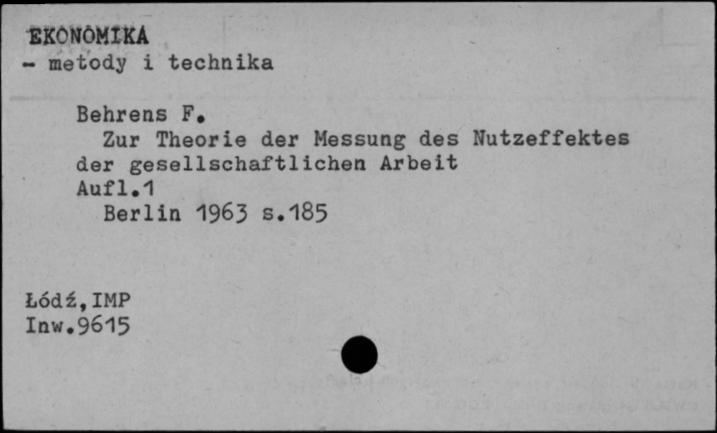 EKONOMIKA
- metody i technika
Behrens F.
Zur Theorie der Messung des Nutzeffektes
der gesellschaftlichen Arbeit
Aufl.1
Berlin 1963 s.185
Łódź,IMP
Inw.9615